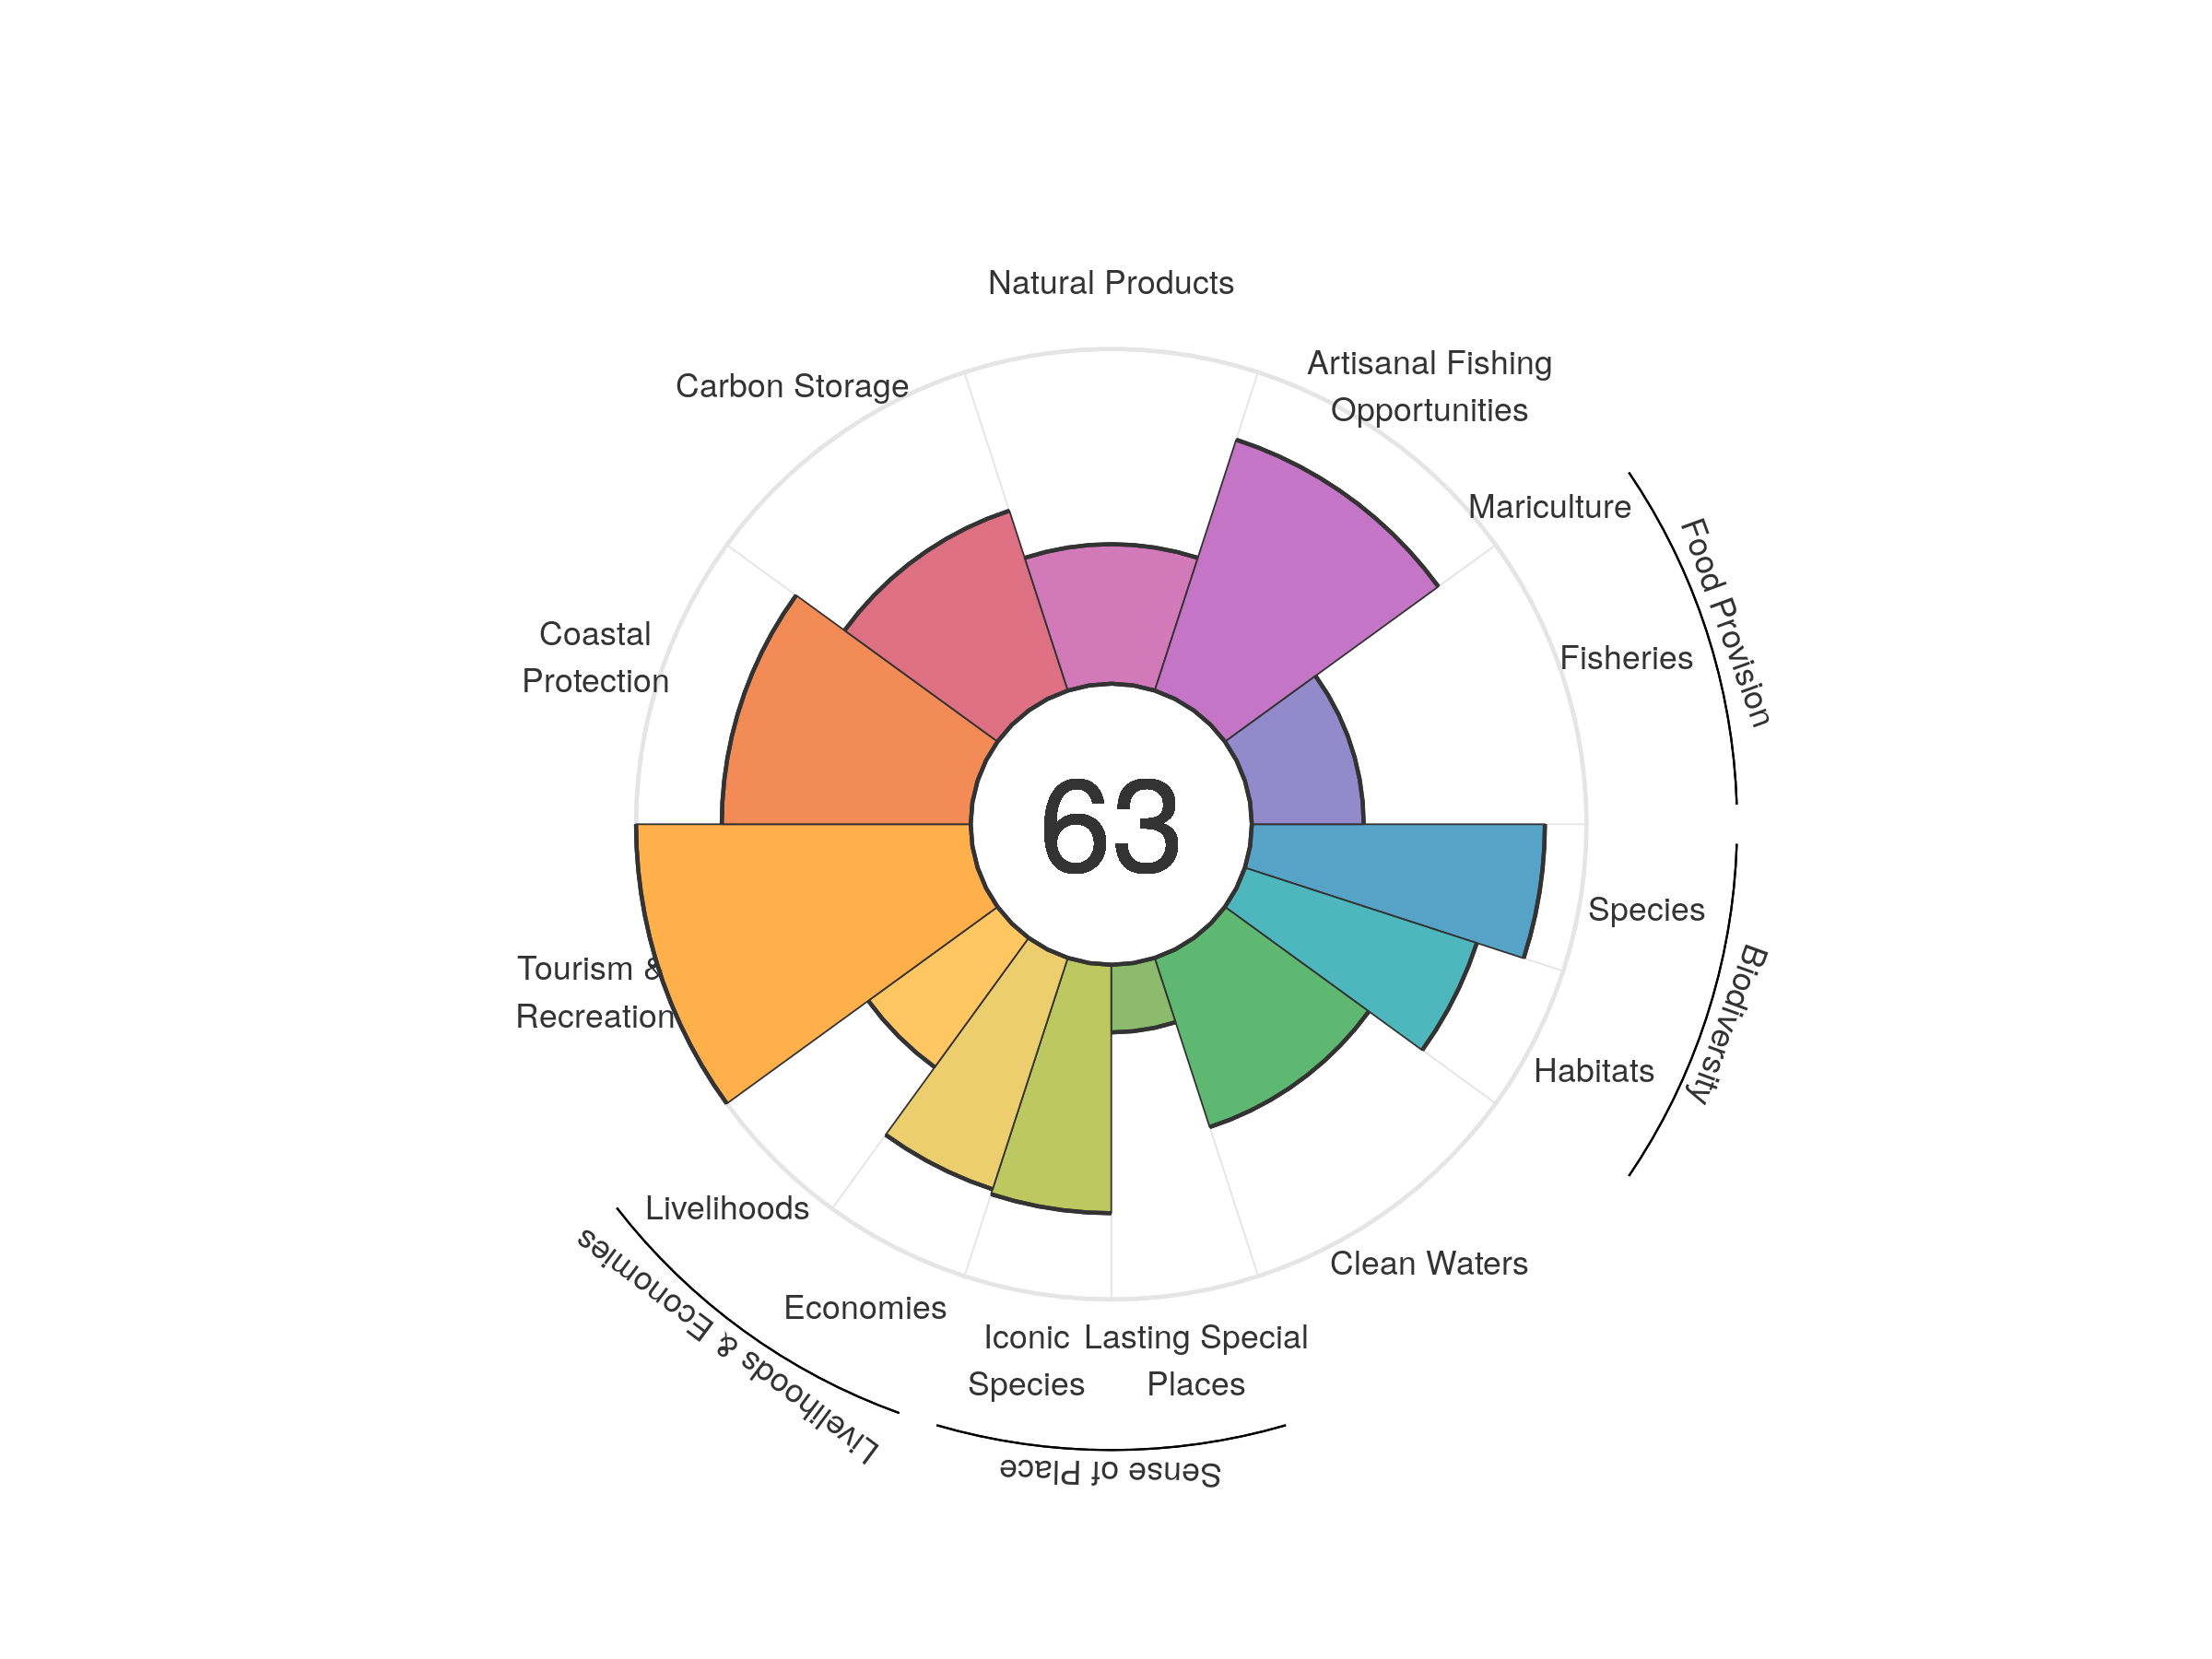 Natural Products
Artisanal Fishing
Opportunities
Carbon Storage
Mariculture
Food Provision
Fisheries
Coastal
Protection
63
Species
Biodiversity
Tourism &
Recreation
Habitats
Livelihoods
Livelihoods & Economies
Clean Waters
Economies
Iconic
Species
Lasting Special
Places
Sense of Place